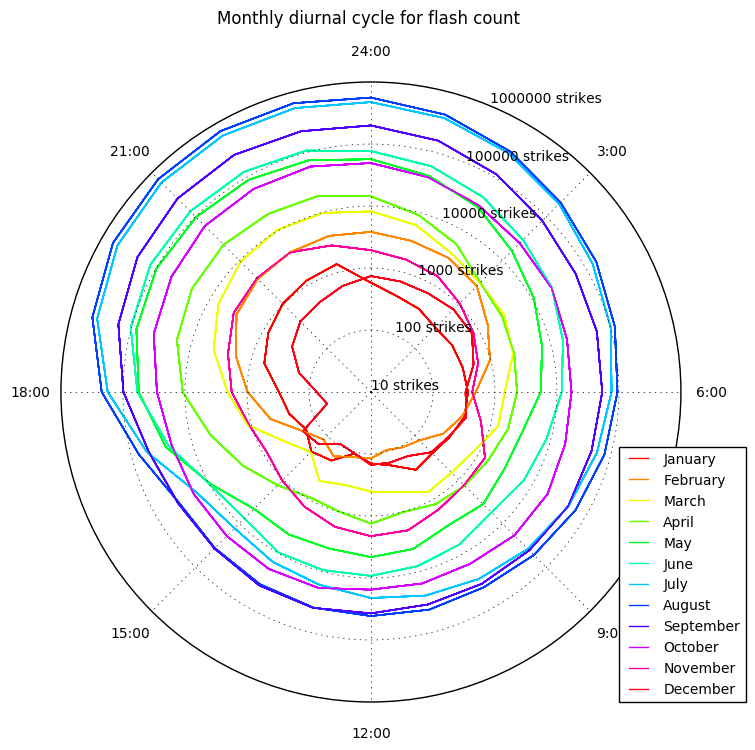 Monthly diurnal cycle for flash count
24:00
1000000 strikes
21:00
100000 strikes
3:00
10000 strikes
1000 strikes
100 strikes
18:00
10 strikes
6:00
January
February
March
April
May
June
July
August
September
October
November
December
15:00
9:0
12:00